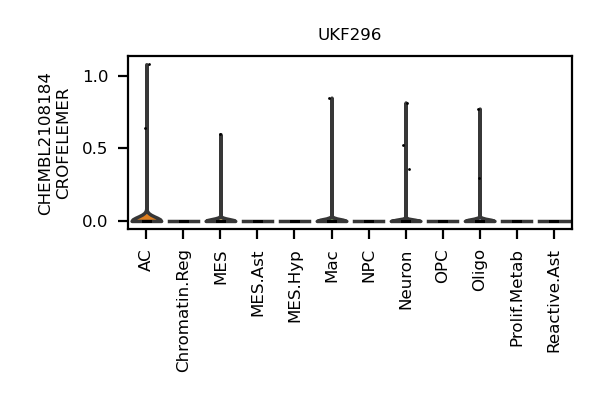 UKF296
CHEMBL2108184
CROFELEMER
1.0
0.5
0.0
AC
Chromatin.Reg
MES
MES.Ast
MES.Hyp
Mac
NPC
Neuron
OPC
Oligo
Prolif.Metab
Reactive.Ast